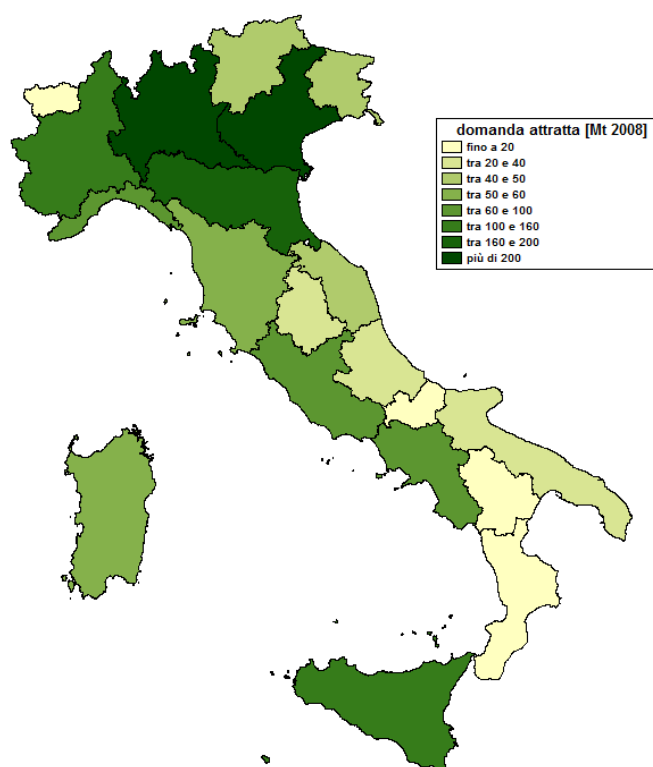 domanda attratta [Mt 2008]
fino a 20
tra 20 e 40
tra 40 e 50
tra 50 e 60
tra 60 e 100
tra 100 e 160
tra 160 e 200
più di 200